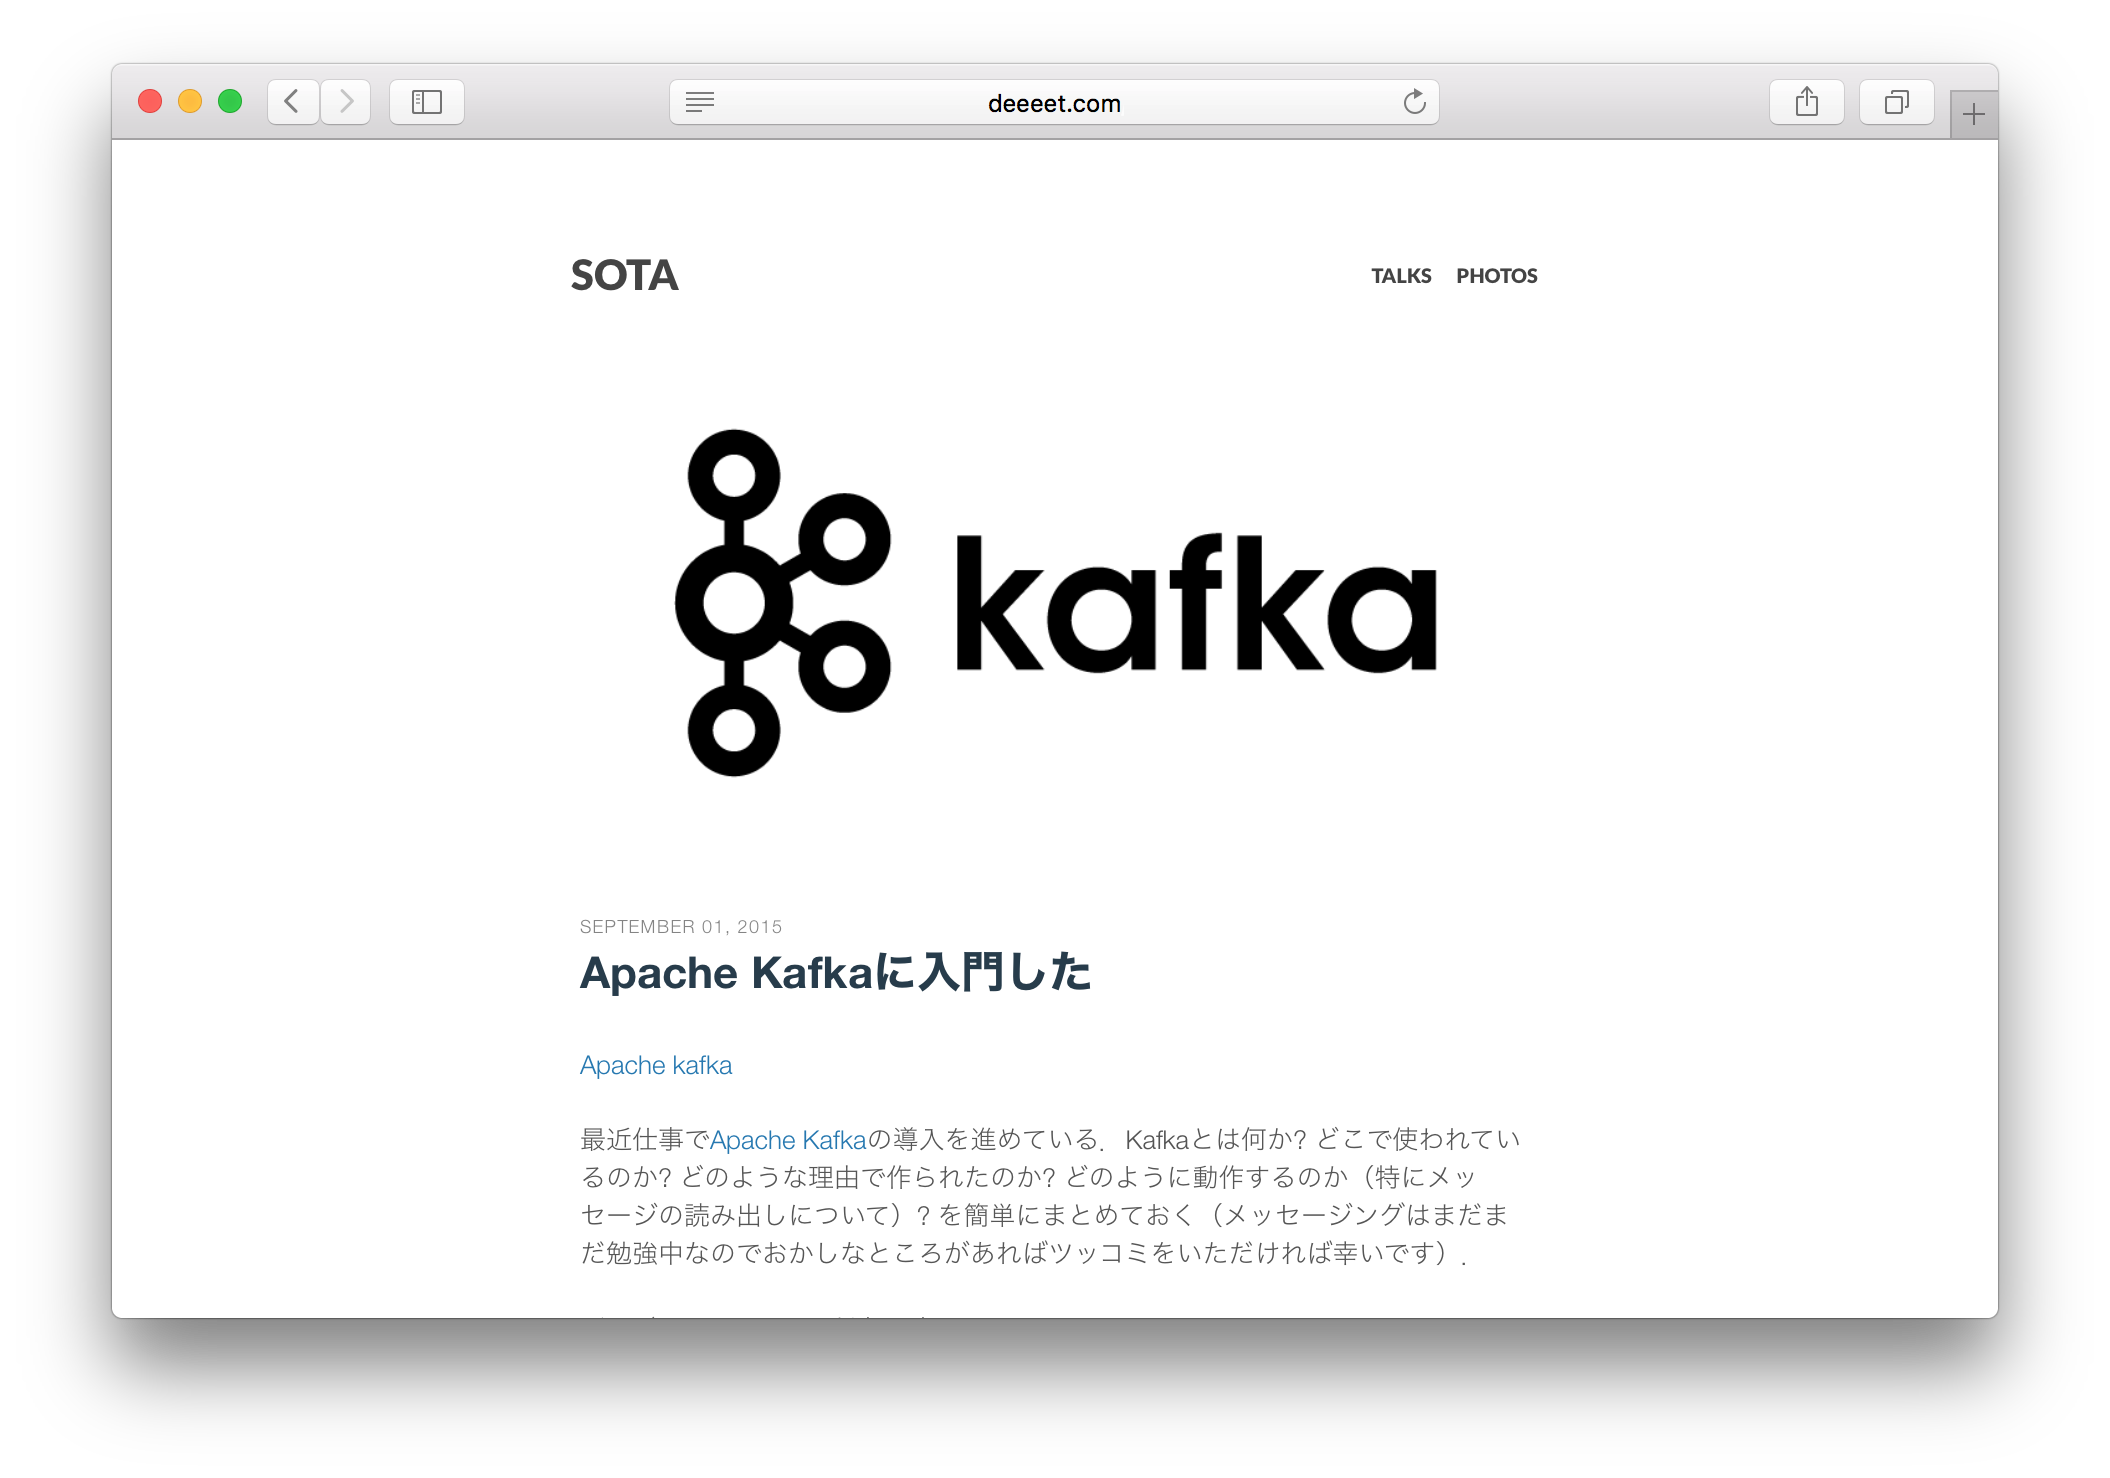 deeeet.com
SOTA
TALKS PHOTOS
kafka
SEPTEMBER 01, 2015
Apache Kafkaに入門した
Apache kafka
最近仕事でApache Kafkaの導入を進めている．Kafkaとは何か? どこで使われてい
るのか? どのような理由で作られたのか? どのように動作するのか（特にメッ
セージの読み出しについて）? を簡単にまとめておく（メッセージングはまだま
だ勉強中なのでおかしなところがあればツッコミをいただければ幸いです）．